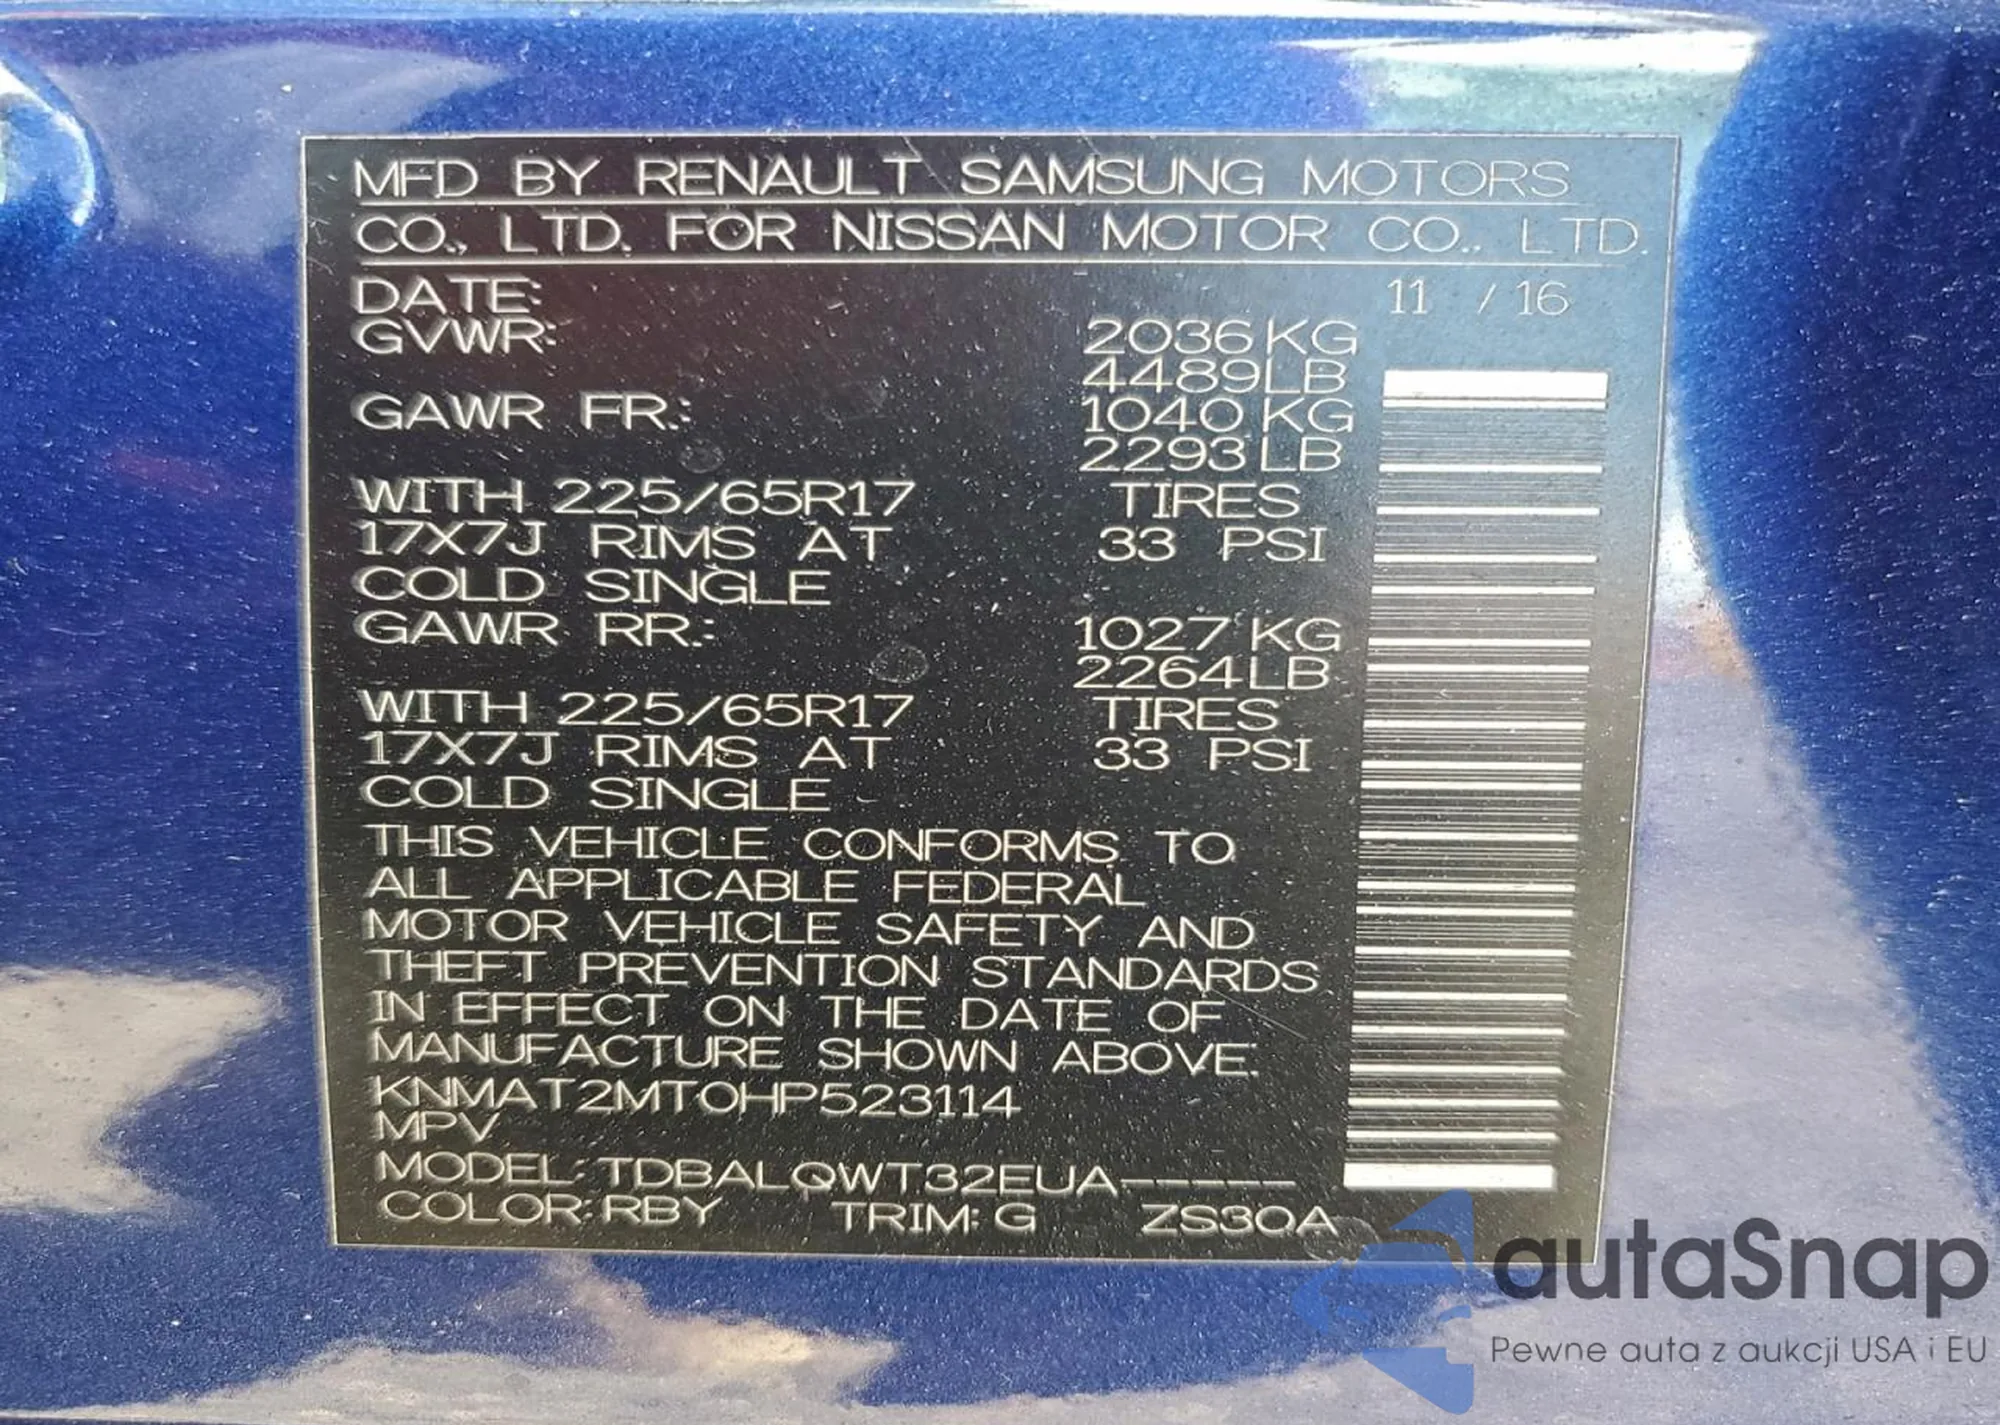 MFD BY RENAULT SAMSUNG MOTORS
CO., LTD. FOR NISSAN MOTOR CO., LTD.
DATE: 11 / 16
GVWR: 2036 KG
4489 LB
GAWR FR.: 1040 KG
2293 LB
WITH 225/65R17 TIRES
17X7J RIMS AT 33 PSI
COLD SINGLE
GAWR RR.: 1027 KG
2264 LB
WITH 225/65R17 TIRES
17X7J RIMS AT 33 PSI
COLD SINGLE
THIS VEHICLE CONFORMS TO
ALL APPLICABLE FEDERAL
MOTOR VEHICLE SAFETY AND
THEFT PREVENTION STANDARDS
IN EFFECT ON THE DATE OF
MANUFACTURE SHOWN ABOVE.
KNMAT2MT0HP523114
MPV
MODEL: TDBALQWT32EUA-----
COLOR: RBY TRIM: G ZS30A
autaSnap
Pewne auta z aukcji USA i EU